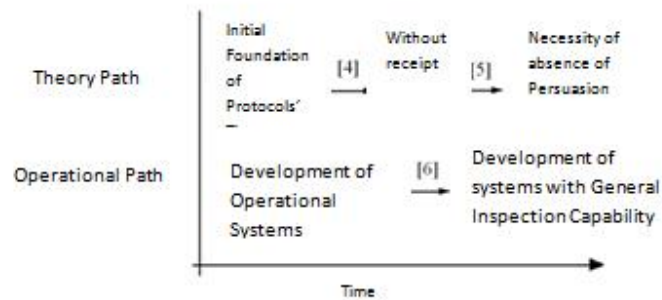 Theory Path
Initial
Foundation
of
Protocols´
[4]
Without
receipt
[5]
Necessity of
absence of
Persuasion
Operational Path
Development of
Operational
Systems
[6]
Development of
systems with General
Inspection Capability
Time